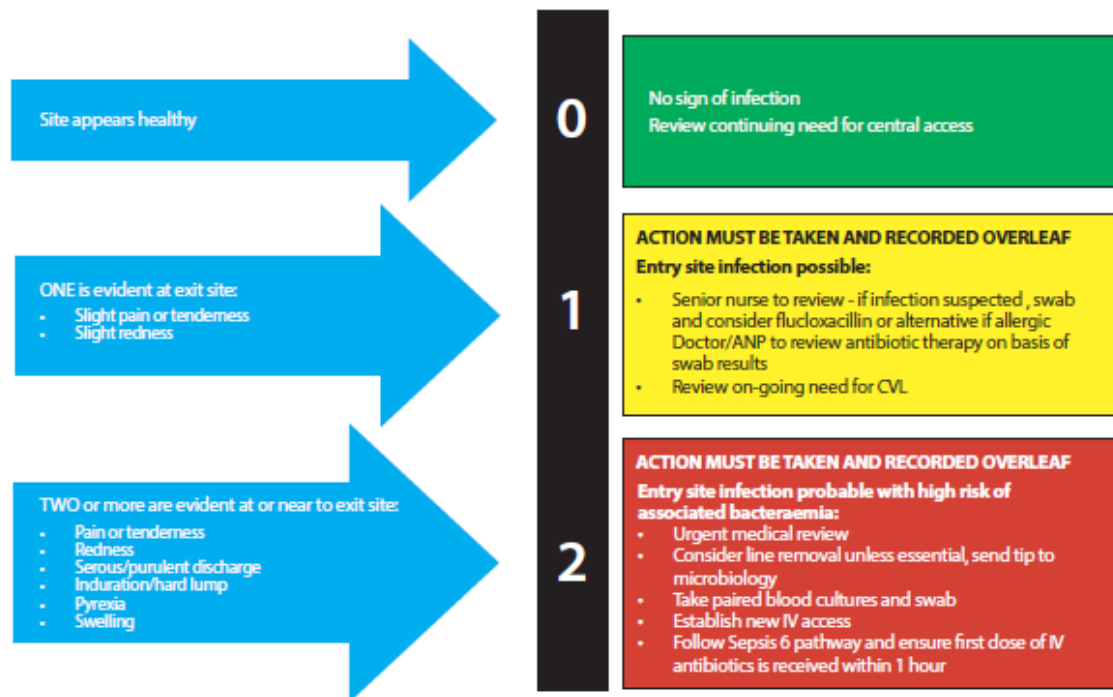 Site appears healthy
0
No sign of infection
Review continuing need for central access
ONE is evident at exit site:
• Slight pain or tenderness
• Slight redness
1
ACTION MUST BE TAKEN AND RECORDED OVERLEAF
Entry site infection possible:
• Senior nurse to review - if infection suspected , swab
and consider flucloxacillin or alternative if allergic
Doctor/ANP to review antibiotic therapy on basis of
swab results
• Review on-going need for CVL
TWO or more are evident at or near to exit site:
• Pain or tenderness
• Redness
• Serous/purulent discharge
• Induration/hard lump
• Pyrexia
• Swelling
2
ACTION MUST BE TAKEN AND RECORDED OVERLEAF
Entry site infection probable with high risk of
associated bacteraemia:
• Urgent medical review
• Consider line removal unless essential, send tip to
microbiology
• Take paired blood cultures and swab
• Establish new IV access
• Follow Sepsis 6 pathway and ensure first dose of IV
antibiotics is received within 1 hour